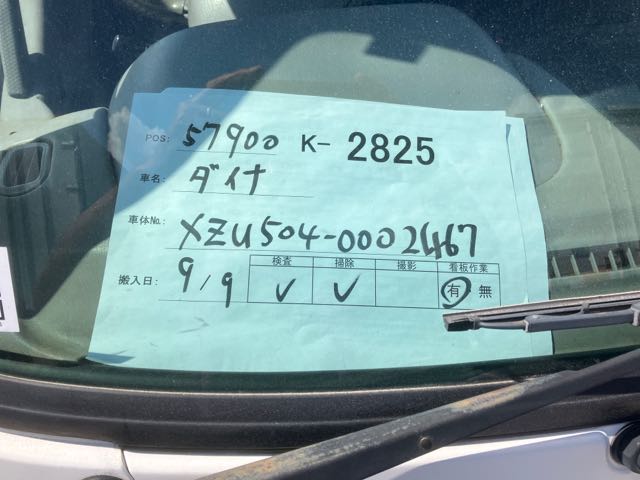 POS: 57900 K- 2825
車名: ダイナ
車体No.: XZU504-0002467
搬入日: 9/9
検査 掃除 撮影 看板作業
✓ ✓ 有 無